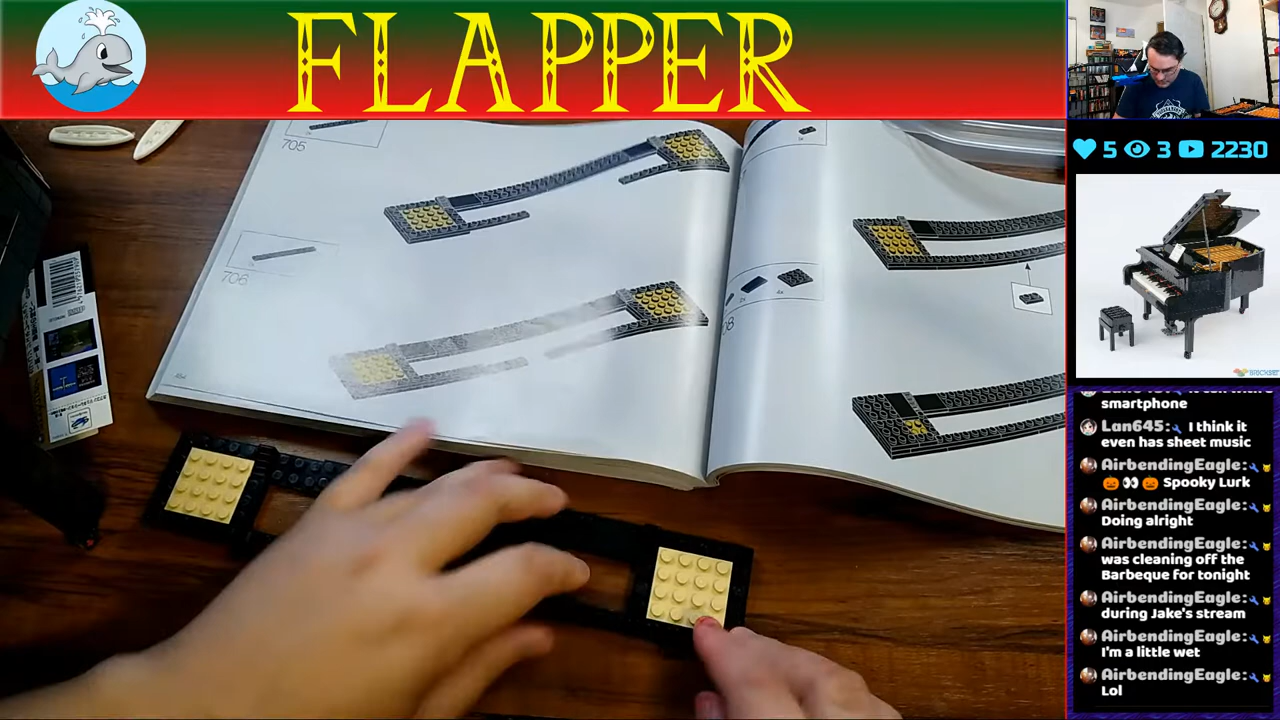 FLAPPER
5 3 2230
705
706
BRICKSET
smartphone
Lan645: I think it
even has sheet music
AirbendingEagle:
Spooky Lurk
AirbendingEagle:
Doing alright
AirbendingEagle:
was cleaning off the
Barbeque for tonight
AirbendingEagle:
during Jake's stream
AirbendingEagle:
I'm a little wet
AirbendingEagle:
Lol